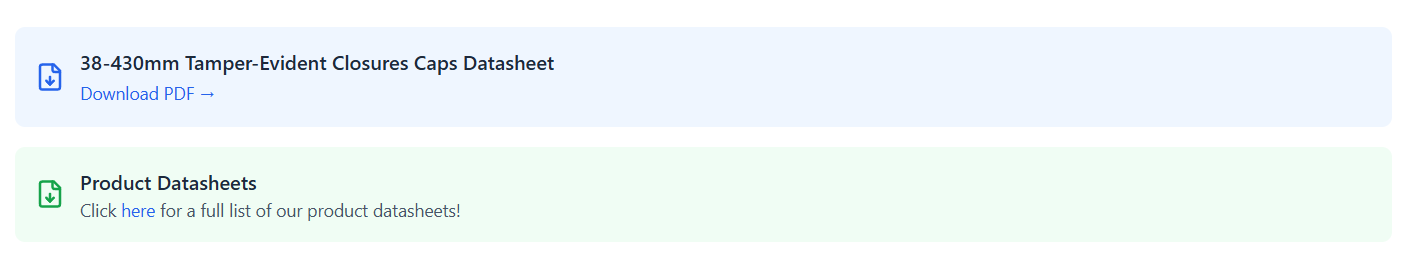 38-430mm Tamper-Evident Closures Caps Datasheet
Download PDF →
Product Datasheets
Click here for a full list of our product datasheets!